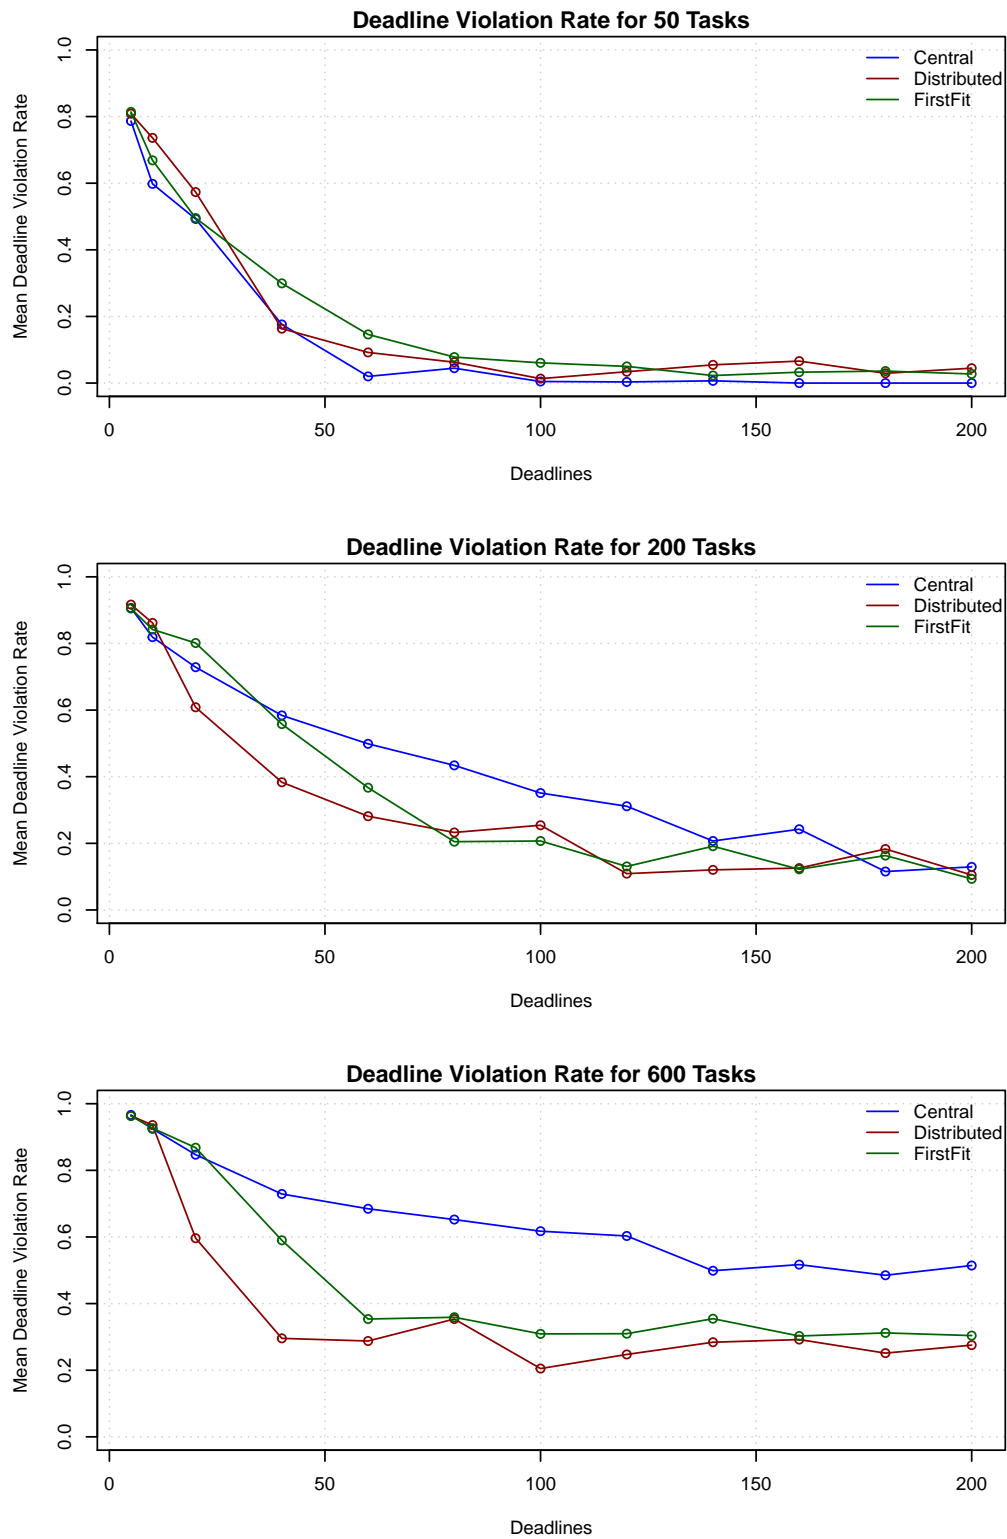 Deadline Violation Rate for 50 Tasks
Mean Deadline Violation Rate
1.0
0.8
0.6
0.4
0.2
0.0
Central
Distributed
FirstFit
0 50 100 150 200
Deadlines
Deadline Violation Rate for 200 Tasks
Mean Deadline Violation Rate
1.0
0.8
0.6
0.4
0.2
0.0
Central
Distributed
FirstFit
0 50 100 150 200
Deadlines
Deadline Violation Rate for 600 Tasks
Mean Deadline Violation Rate
1.0
0.8
0.6
0.4
0.2
0.0
Central
Distributed
FirstFit
0 50 100 150 200
Deadlines